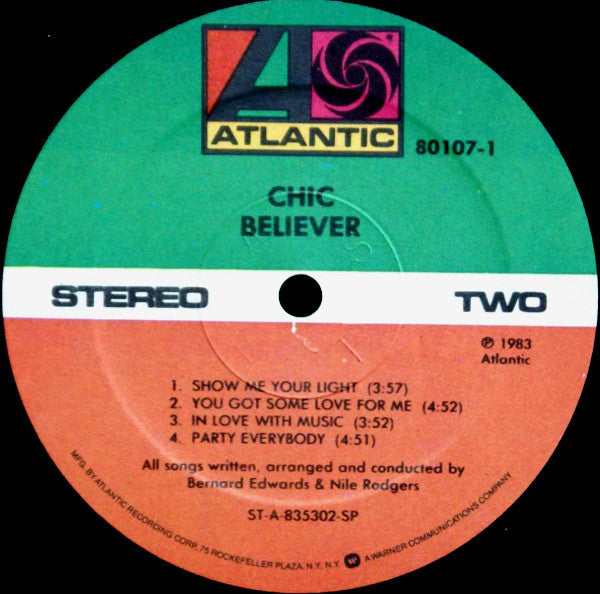 ATLANTIC
80107-1
CHIC
BELIEVER
STEREO
TWO
℗ 1983
Atlantic
1. SHOW ME YOUR LIGHT (3:57)
2. YOU GOT SOME LOVE FOR ME (4:52)
3. IN LOVE WITH MUSIC (3:52)
4. PARTY EVERYBODY (4:51)
All songs written, arranged and conducted by
Bernard Edwards & Nile Rodgers
ST-A-835302-SP
MFG. BY ATLANTIC RECORDING CORP. 75 ROCKEFELLER PLAZA, N.Y. N.Y. A WARNER COMMUNICATIONS COMPANY